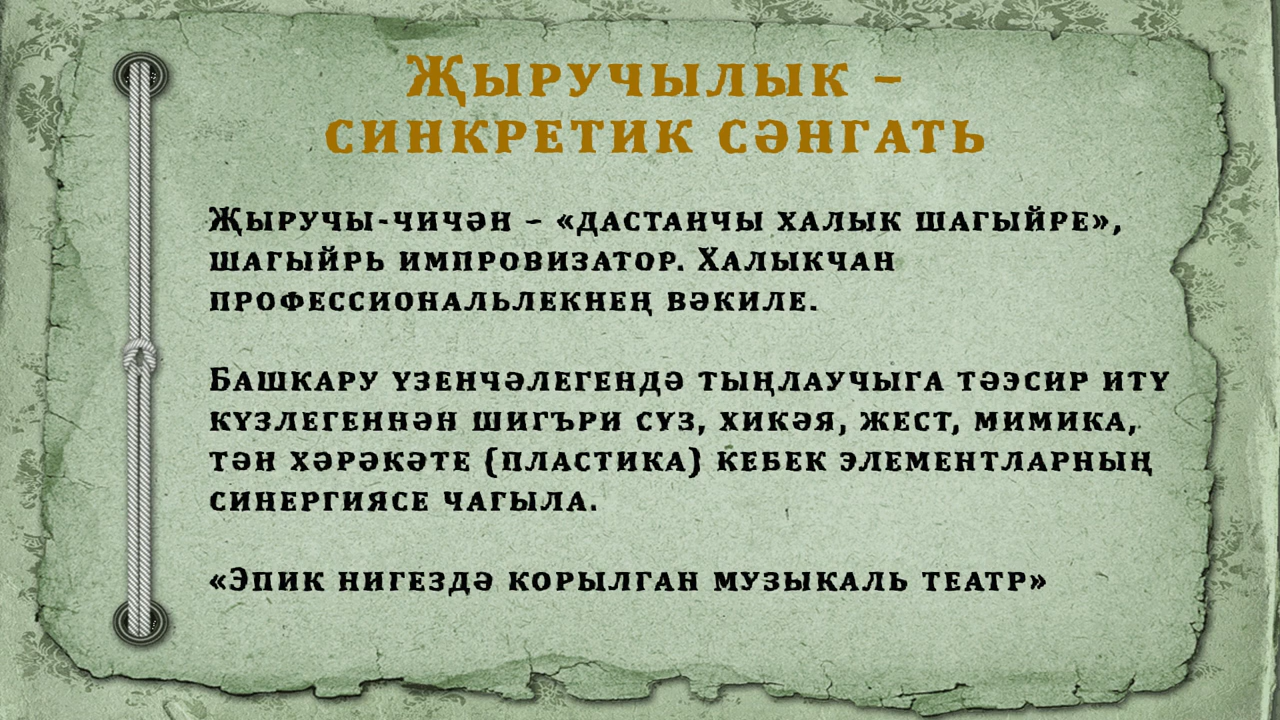 Җыручылык –
синкретик сәнгать
Җыручы-чичән – «дастанчы халык шагыйре»,
шагыйрь импровизатор. Халыкчан
профессиональлекнең вәкиле.
Башкару үзенчәлегендә тыңлаучыга тәэсир итү
күзлегеннән шигъри сүз, хикәя, жест, мимика,
тән хәрәкәте (пластика) кебек элементларның
синергиясе чагыла.
«Эпик нигездә корылган музыкаль театр»